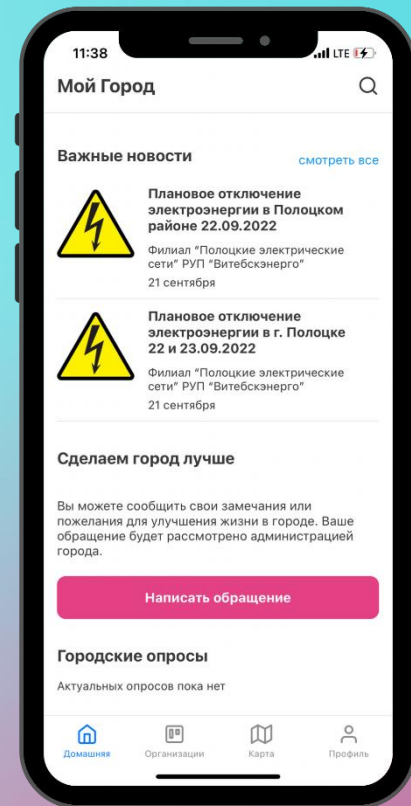 11:38
LTE
Мой Город
Важные новости
смотреть все
Плановое отключение
электроэнергии в Полоцком
районе 22.09.2022
Филиал “Полоцкие электрические
сети” РУП “Витебскэнерго”
21 сентября
Плановое отключение
электроэнергии в г. Полоцке
22 и 23.09.2022
Филиал “Полоцкие электрические
сети” РУП “Витебскэнерго”
21 сентября
Сделаем город лучше
Вы можете сообщить свои замечания или
пожелания для улучшения жизни в городе. Ваше
обращение будет рассмотрено администрацией
города.
Написать обращение
Городские опросы
Актуальных опросов пока нет
Домашняя
Организации
Карта
Профиль